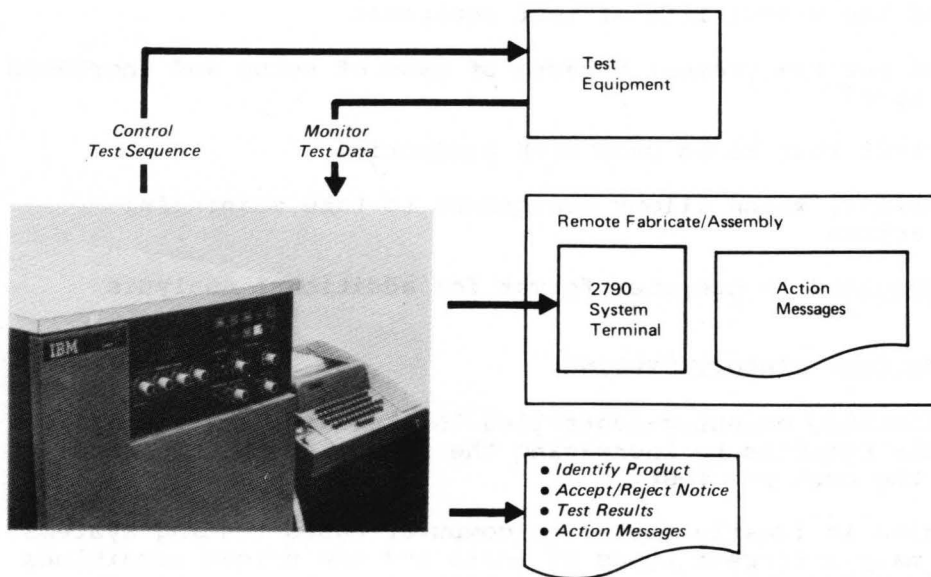 Test
Equipment
Control
Test Sequence
Monitor
Test Data
Remote Fabricate/Assembly
2790
System
Terminal
Action
Messages
IBM
● Identify Product
● Accept/Reject Notice
● Test Results
● Action Messages